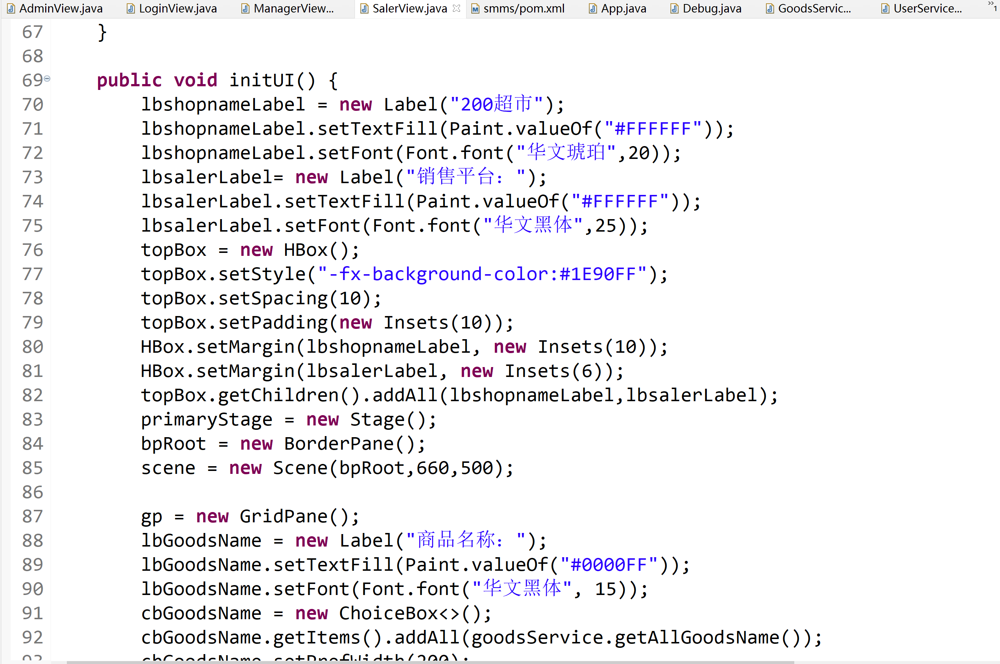 AdminView.java LoginView.java ManagerView... SalerView.java smms/pom.xml App.java Debug.java GoodsServic... UserService... »1
67 }
68
69 public void initUI() {
70 lbshopnameLabel = new Label("200超市");
71 lbshopnameLabel.setTextFill(Paint.valueOf("#FFFFFF"));
72 lbshopnameLabel.setFont(Font.font("华文琥珀",20));
73 lbsalerLabel= new Label("销售平台：");
74 lbsalerLabel.setTextFill(Paint.valueOf("#FFFFFF"));
75 lbsalerLabel.setFont(Font.font("华文黑体",25));
76 topBox = new HBox();
77 topBox.setStyle("-fx-background-color:#1E90FF");
78 topBox.setSpacing(10);
79 topBox.setPadding(new Insets(10));
80 HBox.setMargin(lbshopnameLabel, new Insets(10));
81 HBox.setMargin(lbsalerLabel, new Insets(6));
82 topBox.getChildren().addAll(lbshopnameLabel,lbsalerLabel);
83 primaryStage = new Stage();
84 bpRoot = new BorderPane();
85 scene = new Scene(bpRoot,660,500);
86
87 gp = new GridPane();
88 lbGoodsName = new Label("商品名称：");
89 lbGoodsName.setTextFill(Paint.valueOf("#0000FF"));
90 lbGoodsName.setFont(Font.font("华文黑体", 15));
91 cbGoodsName = new ChoiceBox<>();
92 cbGoodsName.getItems().addAll(goodsService.getAllGoodsName());
93 cbGoodsName.setPrefWidth(200);